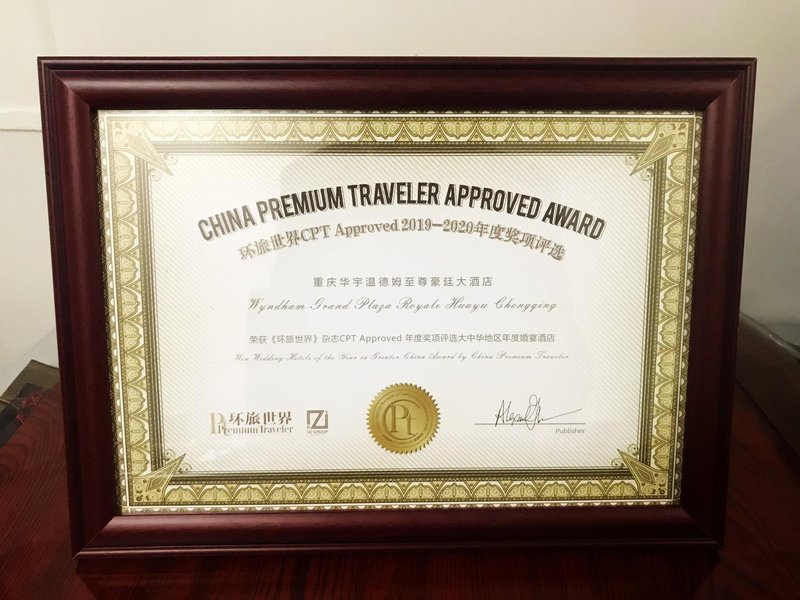 CHINA PREMIUM TRAVELER APPROVED AWARD
环旅世界CPT Approved 2019—2020年度奖项评选
重庆华宇温德姆至尊豪廷大酒店
Wyndham Grand Plaza Royale Huayu Chongqing
荣获《环旅世界》杂志CPT Approved 年度奖项评选大中华地区年度婚宴酒店
Won Wedding Hotels of the Year in Greater China Award by China Premium Traveler
环旅世界
Premium Traveler
Pt
Publisher